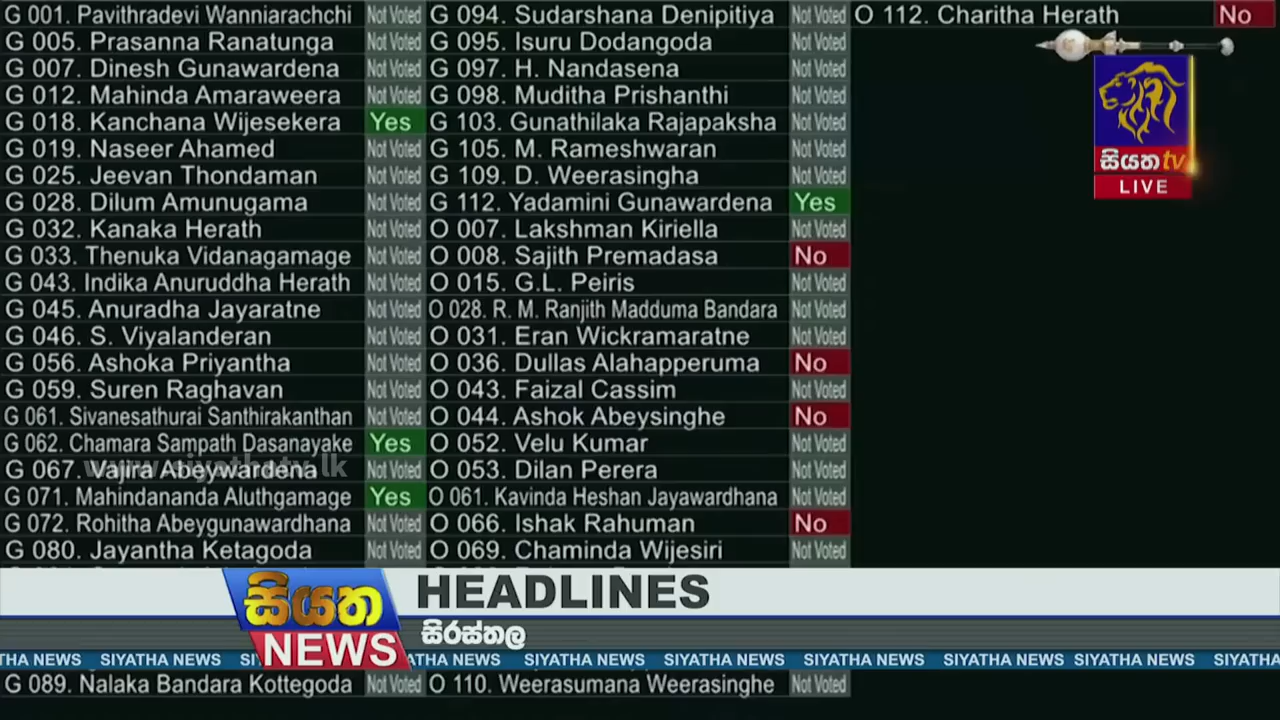 G 001. Pavithradevi Wanniarachchi Not Voted
G 005. Prasanna Ranatunga Not Voted
G 007. Dinesh Gunawardena Not Voted
G 012. Mahinda Amaraweera Not Voted
G 018. Kanchana Wijesekera Yes
G 019. Naseer Ahamed Not Voted
G 025. Jeevan Thondaman Not Voted
G 028. Dilum Amunugama Not Voted
G 032. Kanaka Herath Not Voted
G 033. Thenuka Vidanagamage Not Voted
G 043. Indika Anuruddha Herath Not Voted
G 045. Anuradha Jayaratne Not Voted
G 046. S. Viyalanderan Not Voted
G 056. Ashoka Priyantha Not Voted
G 059. Suren Raghavan Not Voted
G 061. Sivanesathurai Santhirakanthan Not Voted
G 062. Chamara Sampath Dasanayake Yes
G 067. Vajira Abeywardena Not Voted
G 071. Mahindananda Aluthgamage Yes
G 072. Rohitha Abeygunawardhana Not Voted
G 080. Jayantha Ketagoda Not Voted
G 089. Nalaka Bandara Kottegoda Not Voted
G 094. Sudarshana Denipitiya Not Voted
G 095. Isuru Dodangoda Not Voted
G 097. H. Nandasena Not Voted
G 098. Muditha Prishanthi Not Voted
G 103. Gunathilaka Rajapaksha Not Voted
G 105. M. Rameshwaran Not Voted
G 109. D. Weerasingha Not Voted
G 112. Yadamini Gunawardena Yes
O 007. Lakshman Kiriella Not Voted
O 008. Sajith Premadasa No
O 015. G.L. Peiris Not Voted
O 028. R. M. Ranjith Madduma Bandara Not Voted
O 031. Eran Wickramaratne Not Voted
O 036. Dullas Alahapperuma No
O 043. Faizal Cassim Not Voted
O 044. Ashok Abeysinghe No
O 052. Velu Kumar Not Voted
O 053. Dilan Perera Not Voted
O 061. Kavinda Heshan Jayawardhana Not Voted
O 066. Ishak Rahuman No
O 069. Chaminda Wijesiri Not Voted
O 110. Weerasumana Weerasinghe Not Voted
O 112. Charitha Herath No
සියත tv
LIVE
www.siyathatv.lk
සියත
NEWS
HEADLINES
සිරස්තල
THA NEWS SIYATHA NEWS SI ATHA NEWS SIYATHA NEWS SIYATHA NEWS SIYATHA NEWS SIYATHA NEWS SIYATHA NEWS SIYATHA